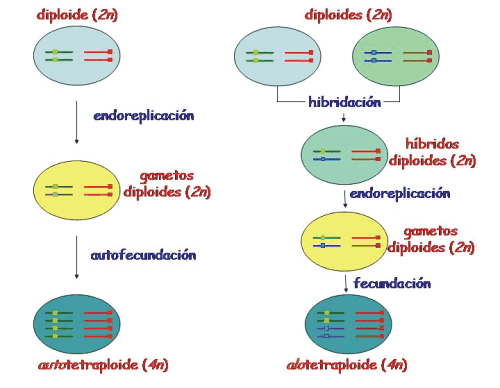 diploide (2n)
endoreplicación
gametos
diploides (2n)
autofecundación
autotetraploide (4n)
diploides (2n)
hibridación
híbridos
diploides (2n)
endoreplicación
gametos
diploides (2n)
fecundación
alotetraploide (4n)